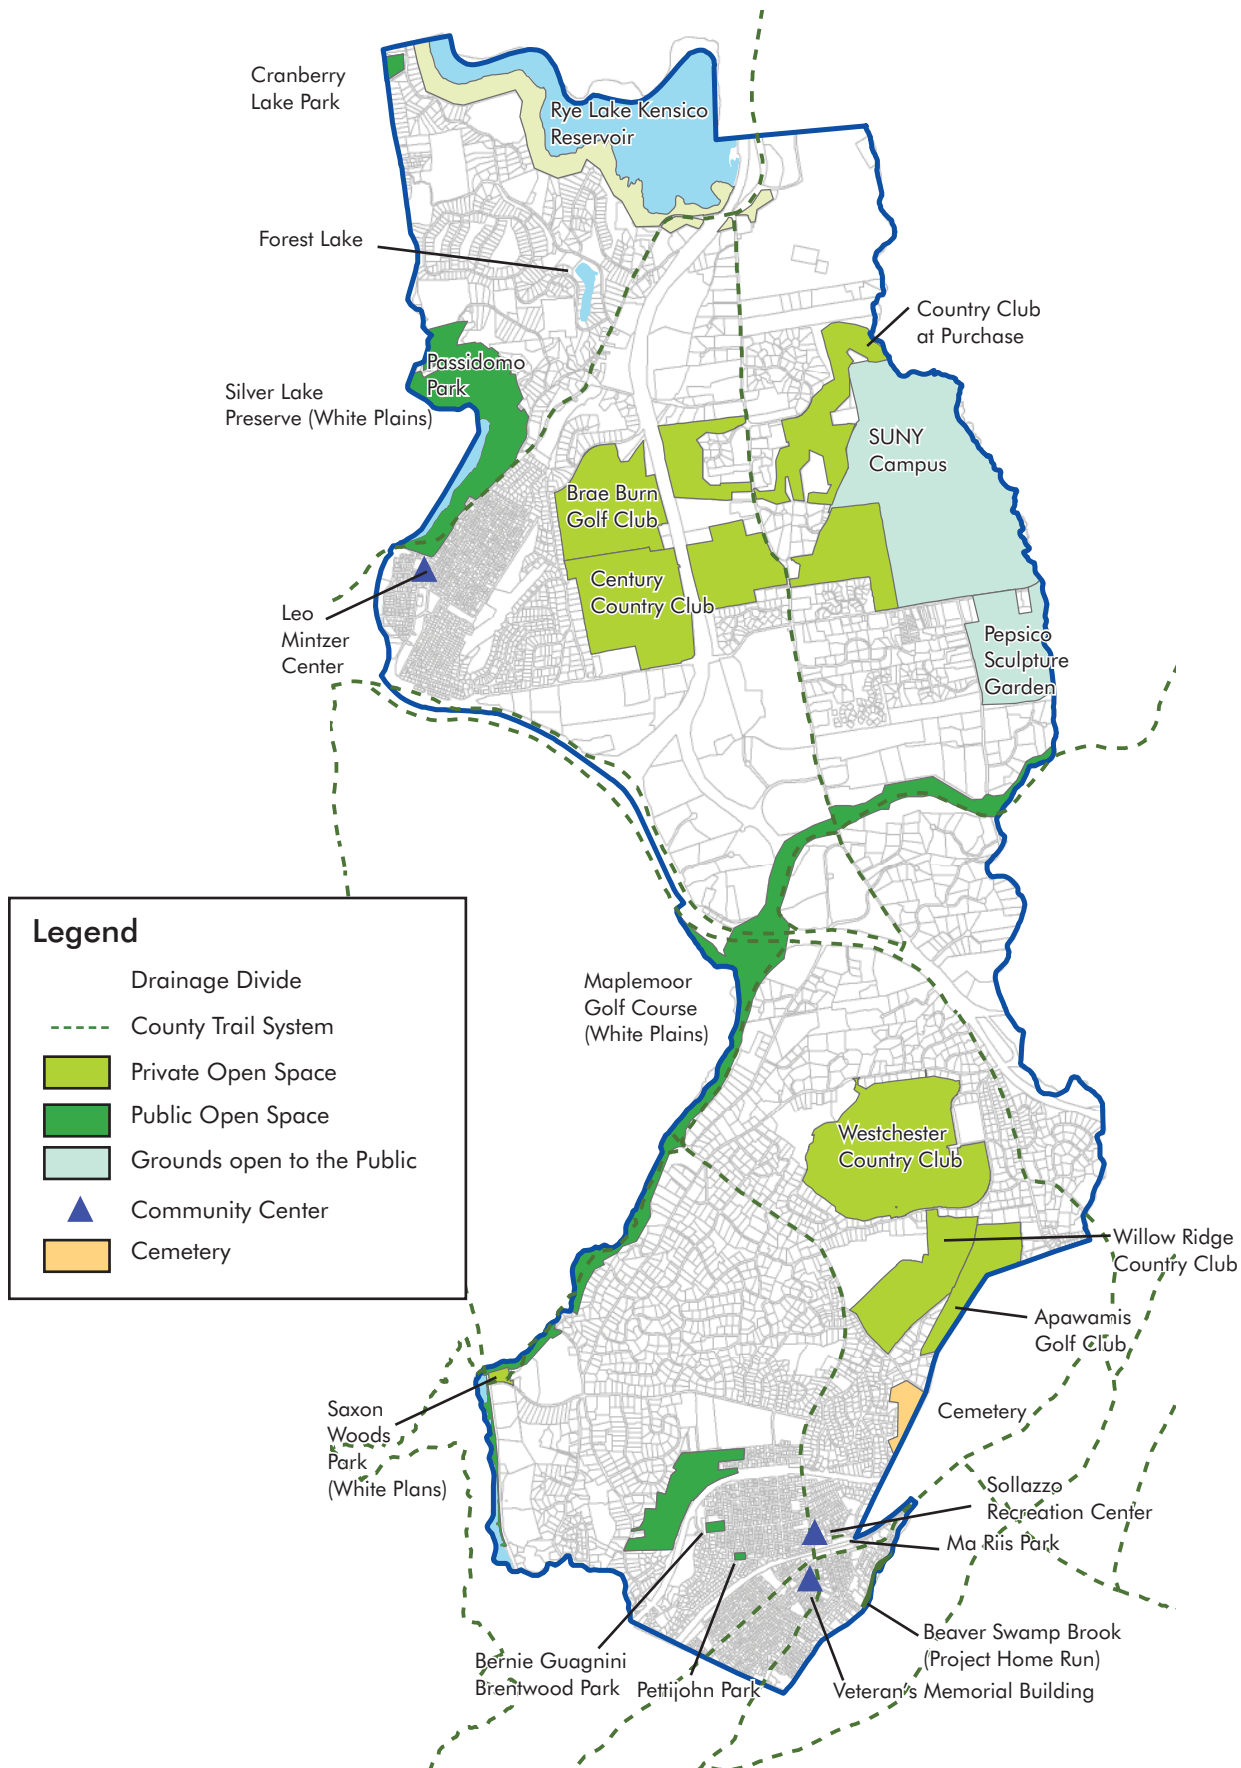 Cranberry
Lake Park
Rye Lake Kensico
Reservoir
Forest Lake
Country Club
at Purchase
Passidomo
Park
Silver Lake
Preserve (White Plains)
SUNY
Campus
Brae Burn
Golf Club
Century
Country Club
Leo
Mintzer
Center
Pepsico
Sculpture
Garden
Legend
Drainage Divide
County Trail System
Private Open Space
Public Open Space
Grounds open to the Public
Community Center
Cemetery
Maplemoor
Golf Course
(White Plains)
Westchester
Country Club
Willow Ridge
Country Club
Apawamis
Golf Club
Saxon
Woods
Park
(White Plans)
Cemetery
Sollazzo
Recreation Center
Ma Riis Park
Beaver Swamp Brook
(Project Home Run)
Bernie Guagnini
Brentwood Park
Pettijohn Park
Veteran's Memorial Building